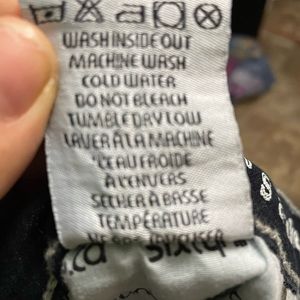 WASH INSIDE OUT
MACHINE WASH
COLD WATER
DO NOT BLEACH
TUMBLE DRY LOW
LAVER À LA MACHINE
L'EAU FROIDE
À L'ENVERS
SÉCHER À BASSE
TEMPÉRATURE